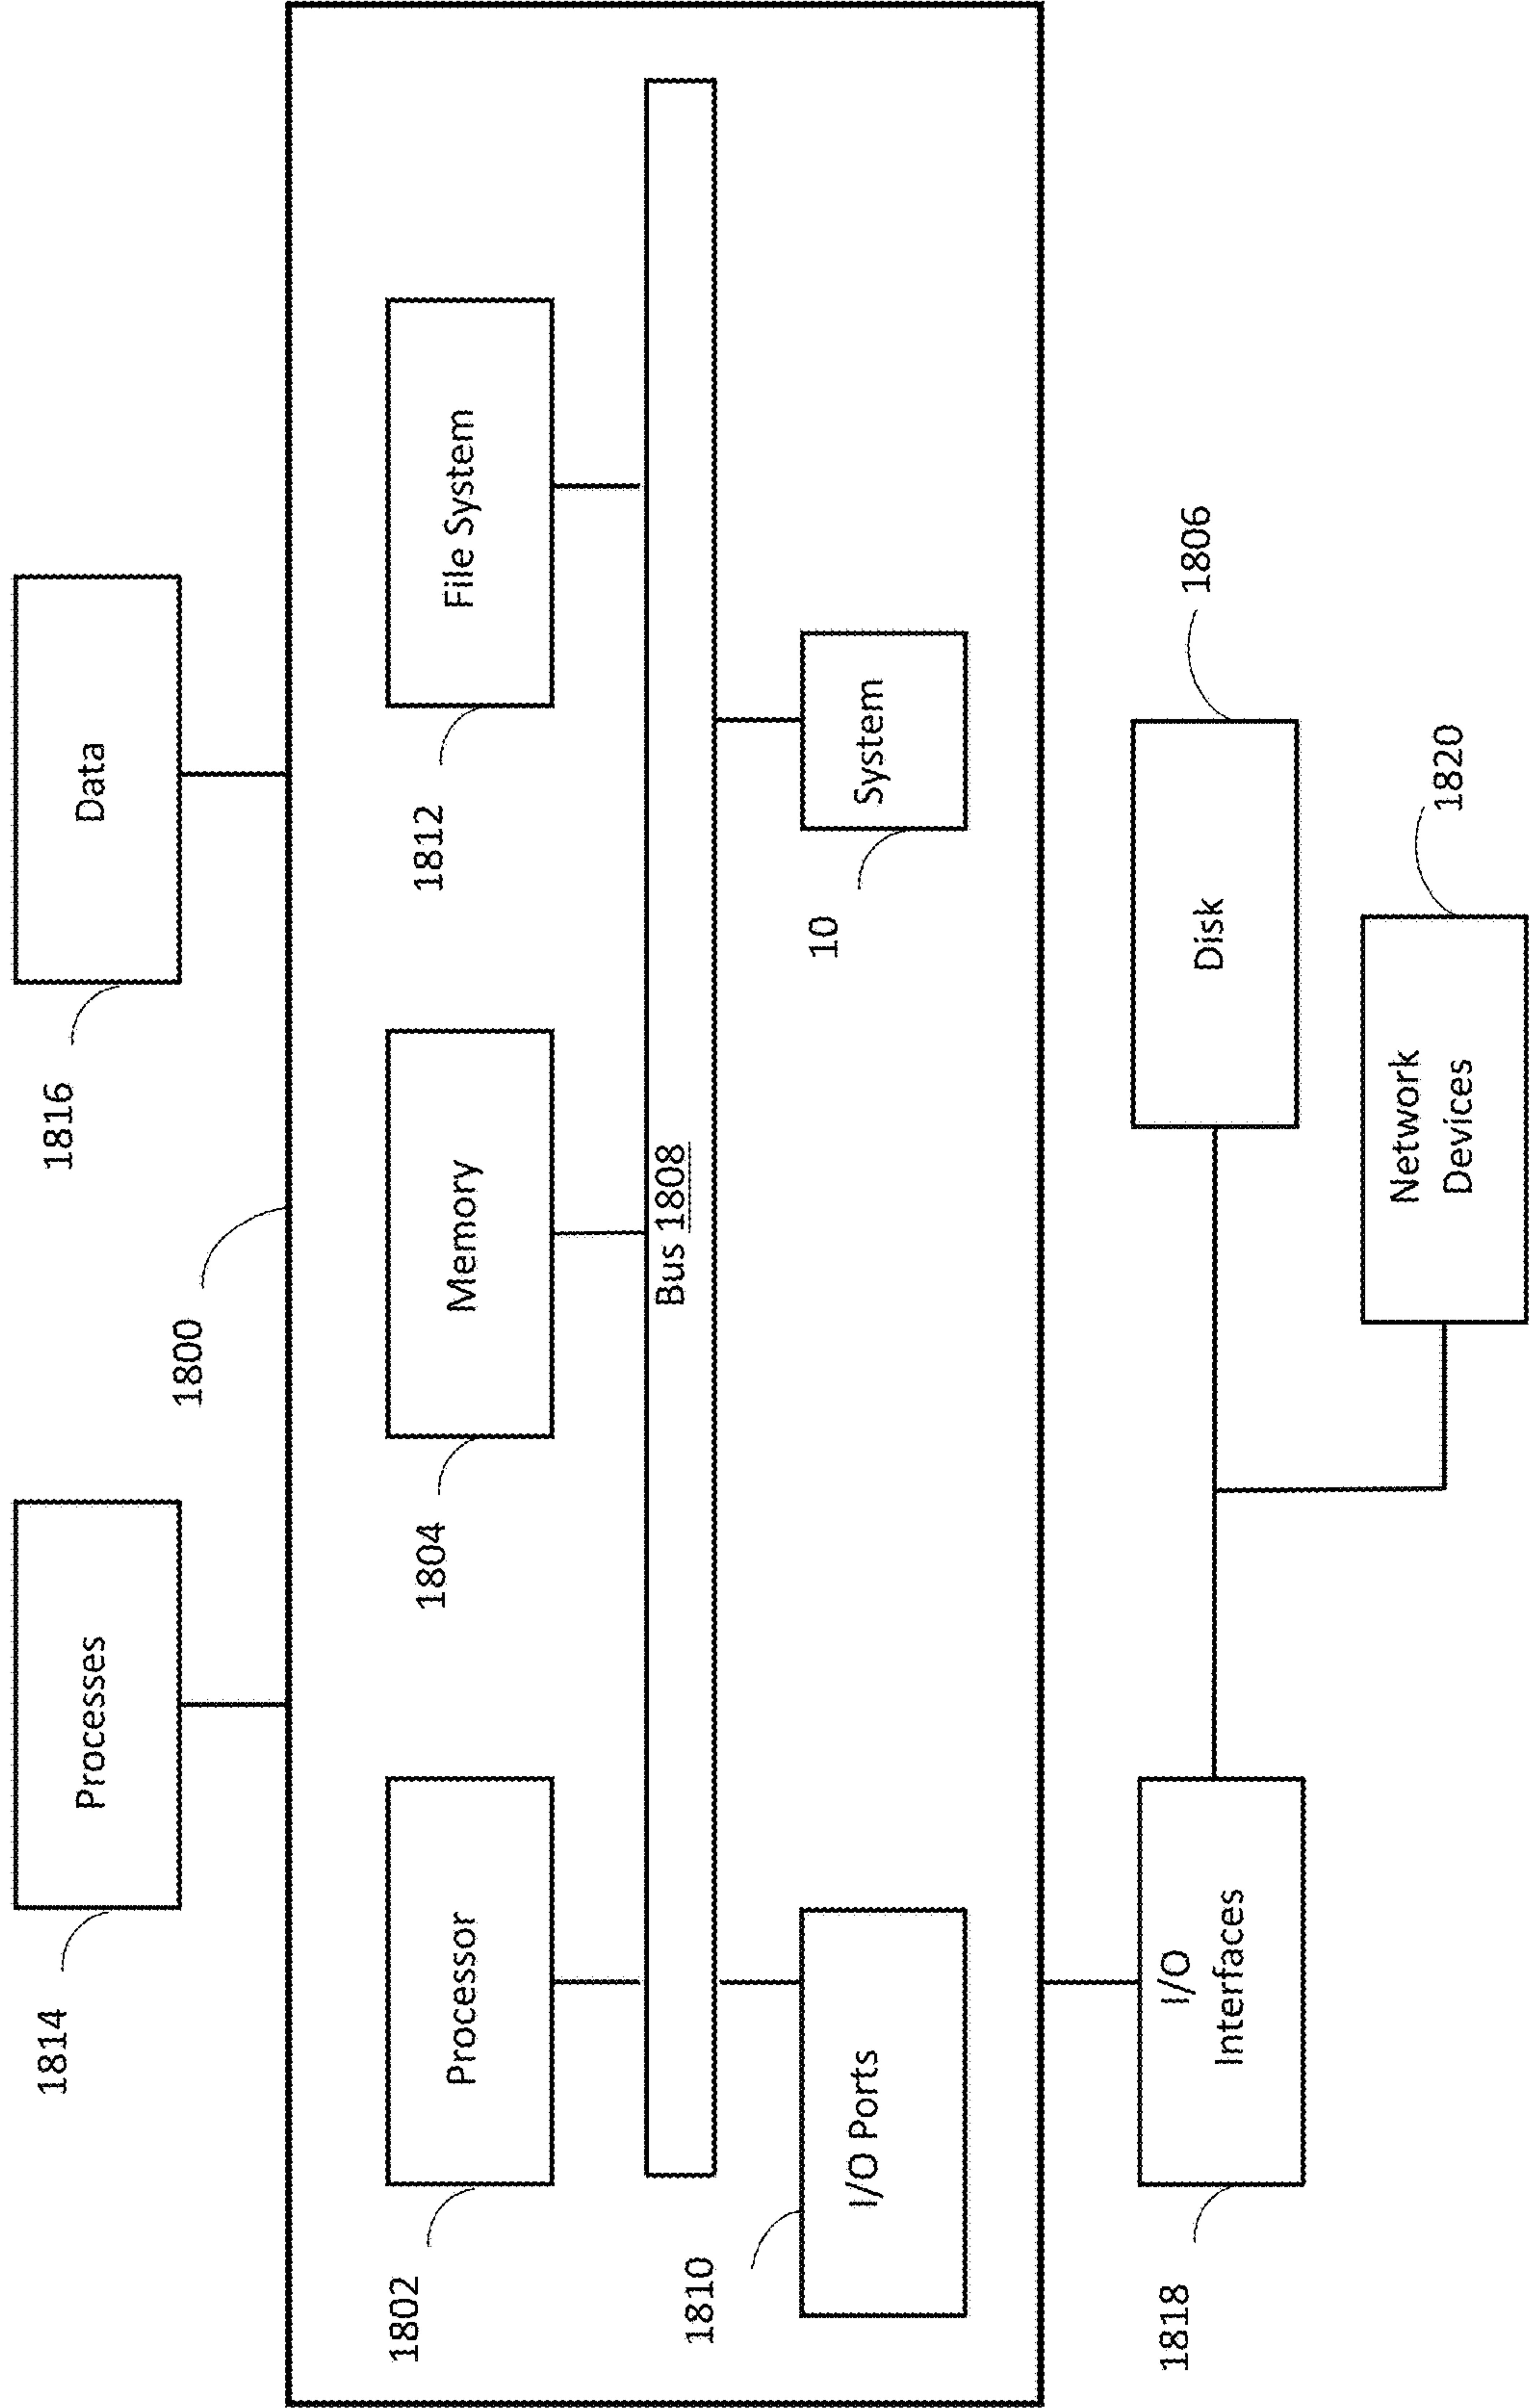 1814
Processes
1816
Data
1800
1802
Processor
1804
Memory
1812
File System
Bus 1808
1810
I/O Ports
10
System
1818
I/O
Interfaces
Disk
1806
Network
Devices
1820